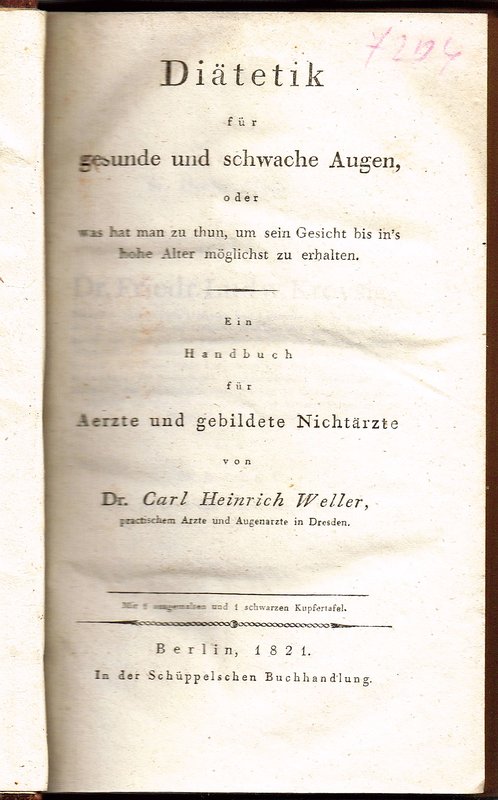 7204
Diätetik
für
gesunde und schwache Augen,
oder
was hat man zu thun, um sein Gesicht bis in's
hohe Alter möglichst zu erhalten.
Ein
Handbuch
für
Aerzte und gebildete Nichtärzte
von
Dr. Carl Heinrich Weller,
practischem Arzte und Augenarzte in Dresden.
Mit 1 ausgemalten und 1 schwarzen Kupfertafel.
Berlin, 1821.
In der Schüppelschen Buchhandlung.